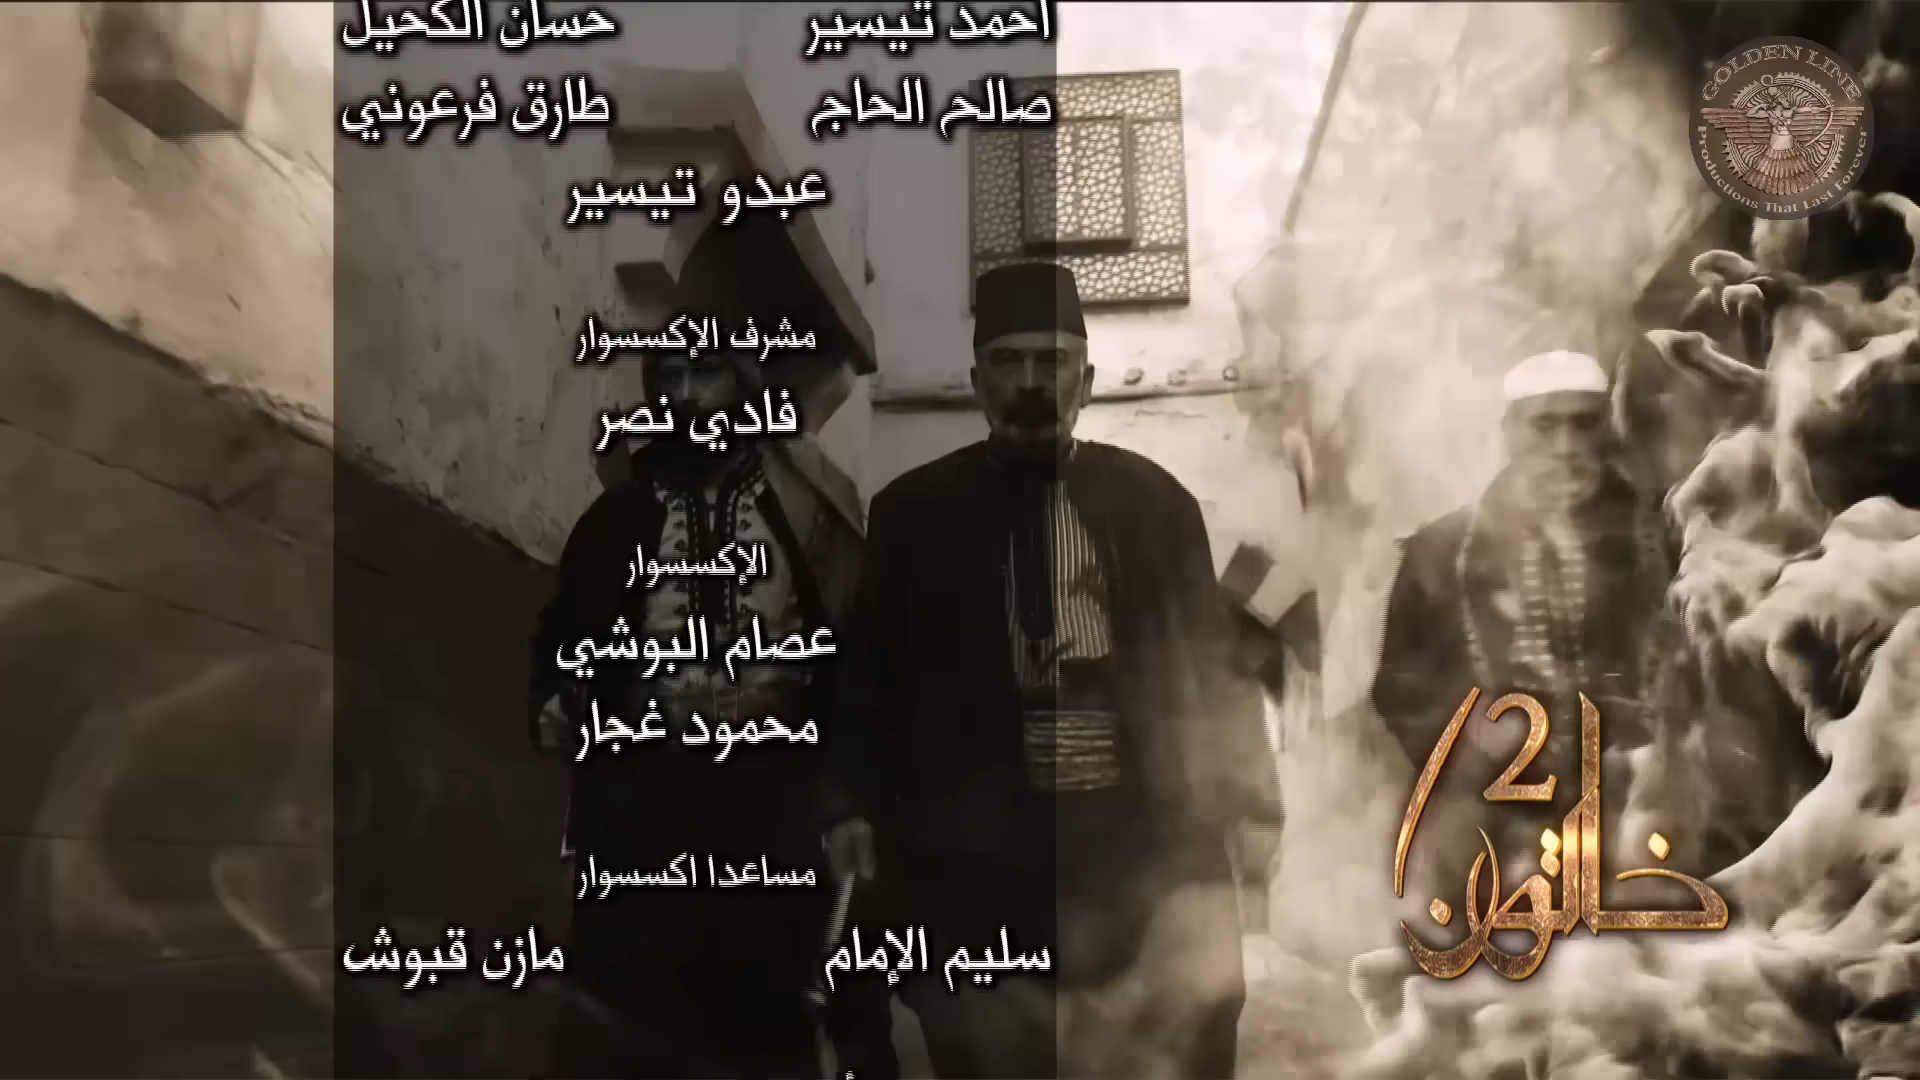 أحمد تيسير حسان الكحيل
صالح الحاج طارق فرعوني
عبدو تيسير
مشرف الإكسسوار
فادي نصر
الإكسسوار
عصام البوشي
محمود غجار
مساعدا اكسسوار
سليم الإمام مازن قبوش
GOLDEN LINE
Productions That Last Forever
خاتون 2